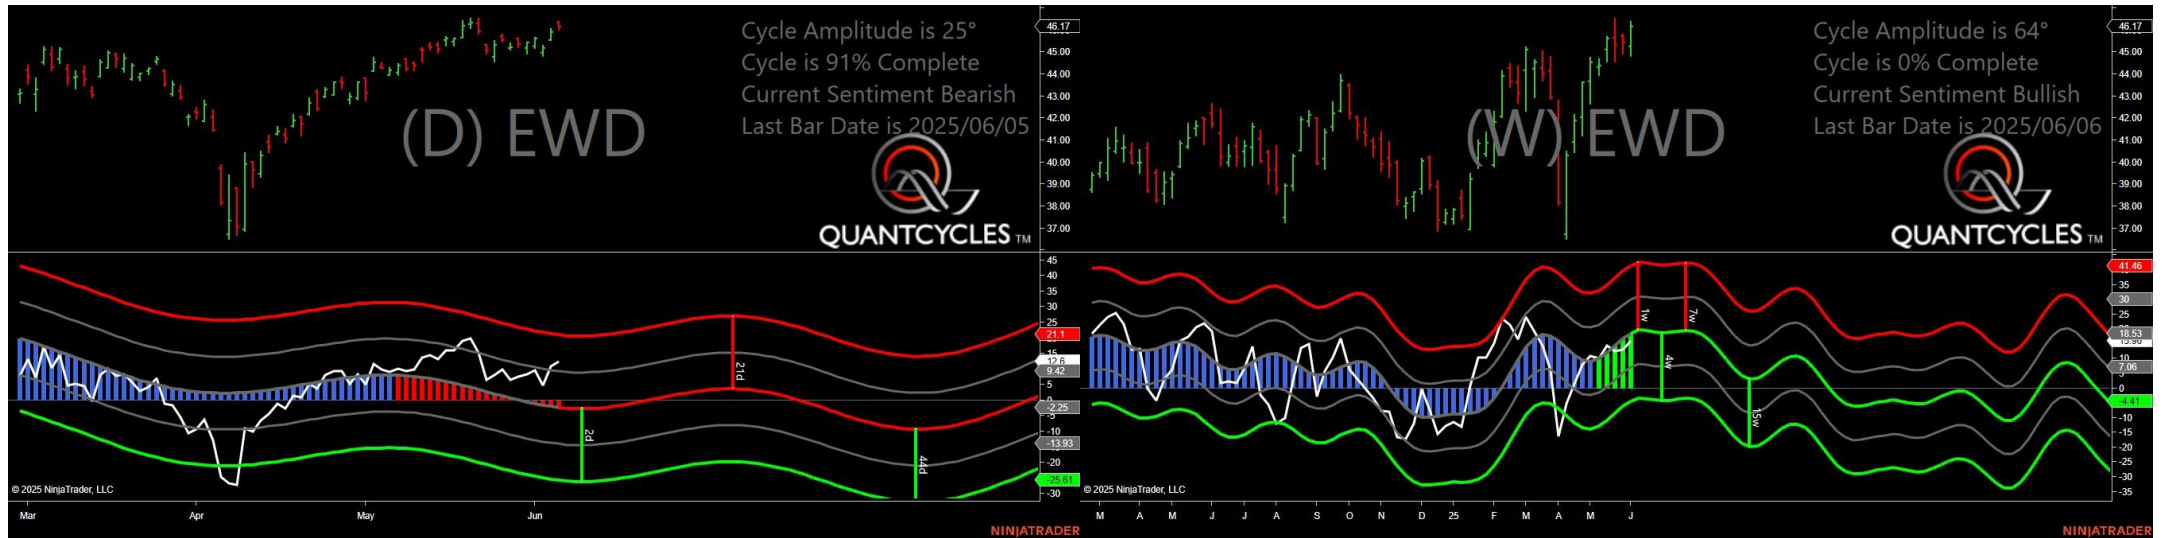 Cycle Amplitude is 25°
Cycle is 91% Complete
Current Sentiment Bearish
Last Bar Date is 2025/06/05
(D) EWD
QUANTCYCLES TM
46.17
45.00
44.00
43.00
42.00
41.00
40.00
39.00
38.00
37.00
45
40
35
30
25
21.1
15
12.6
9.42
5
0
-2.25
-5
-10
-13.93
-20
-25.61
-30
2d
21d
44d
© 2025 NinjaTrader, LLC
Mar
Apr
May
Jun
NINJATRADER
Cycle Amplitude is 64°
Cycle is 0% Complete
Current Sentiment Bullish
Last Bar Date is 2025/06/06
(W) EWD
QUANTCYCLES TM
46.17
45.00
44.00
43.00
42.00
41.00
40.00
39.00
38.00
37.00
41.46
35
30
25
18.53
15.96
10
7.06
0
-4.41
-10
-15
-20
-25
-30
-35
1w
7w
4w
15w
© 2025 NinjaTrader, LLC
M A M J J A S O N D 25 F M A M J
NINJATRADER